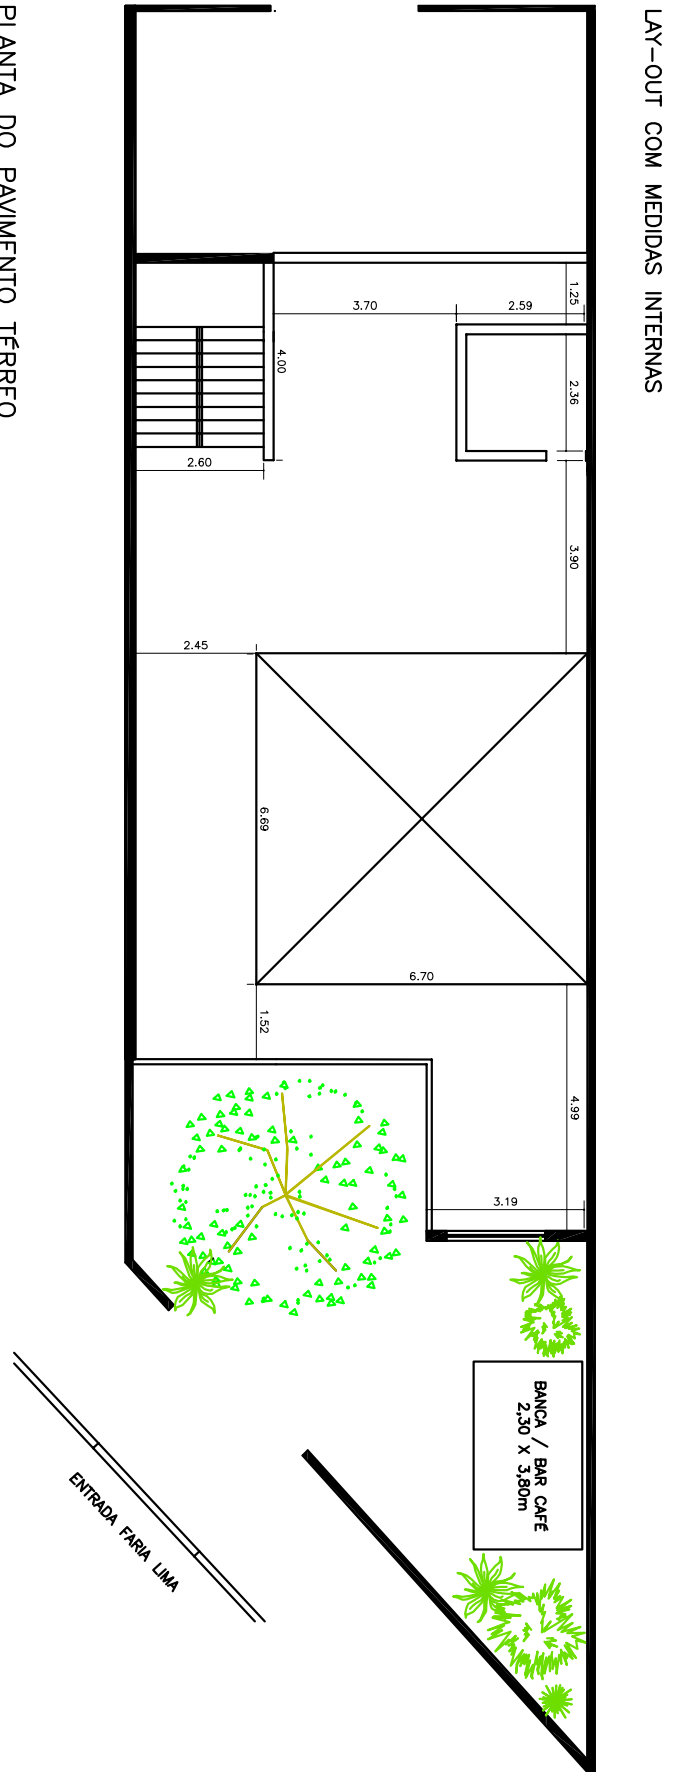 LAY-OUT COM MEDIDAS INTERNAS
1.25
3.70
2.59
4.00
2.36
2.60
3.90
2.45
6.69
6.70
1.52
4.99
3.19
BANCA / BAR CAFÉ
2,30 X 3,80m
ENTRADA FARIA LIMA
PLANTA DO PAVIMENTO TÉRREO